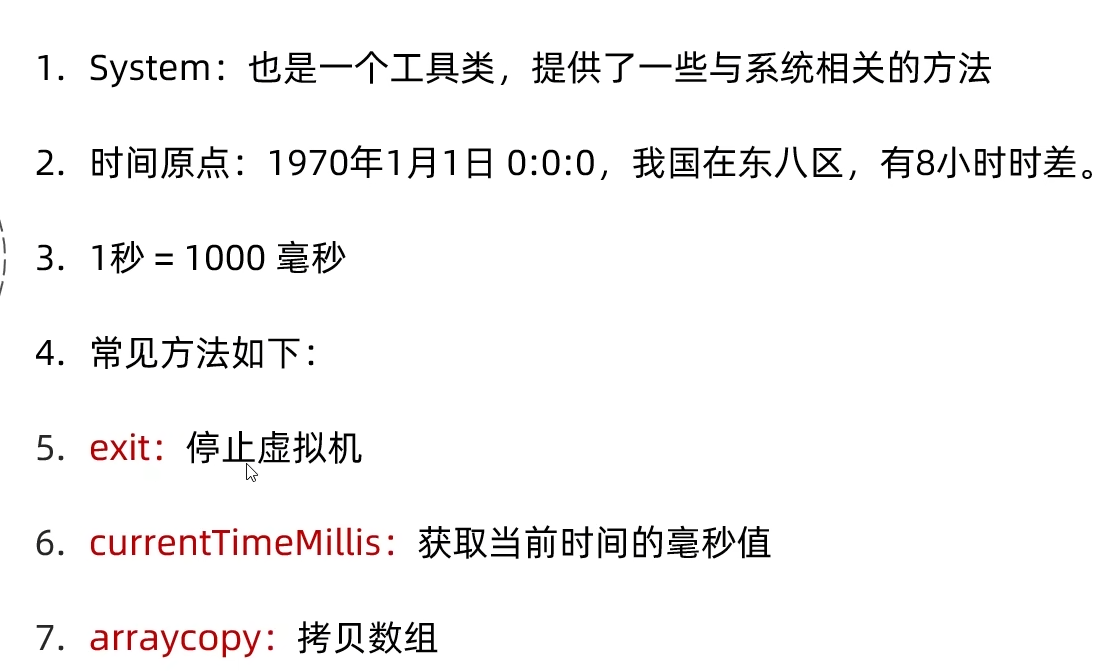 1. System：也是一个工具类，提供了一些与系统相关的方法
2. 时间原点：1970年1月1日 0:0:0，我国在东八区，有8小时时差。
3. 1秒 = 1000 毫秒
4. 常见方法如下：
5. exit：停止虚拟机
6. currentTimeMillis：获取当前时间的毫秒值
7. arraycopy：拷贝数组